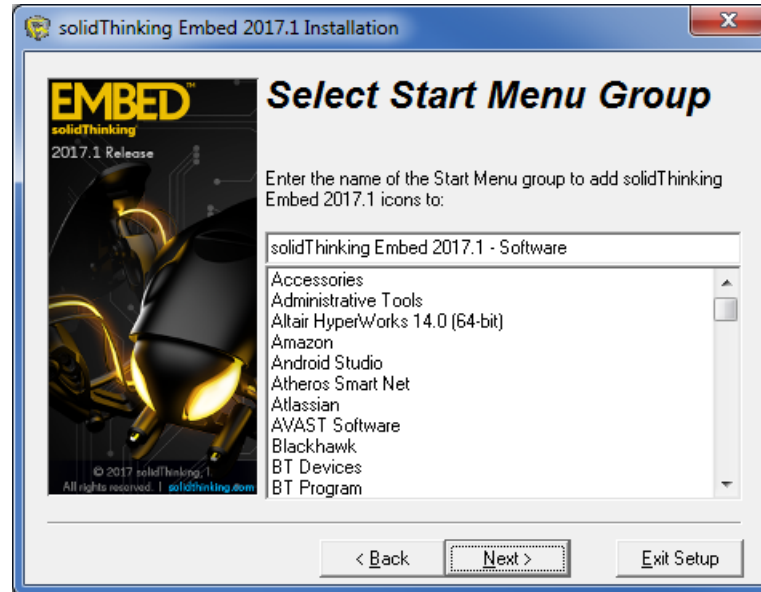 solidThinking Embed 2017.1 Installation
EMBED™
solidThinking
2017.1 Release
© 2017 solidThinking, I.
All rights reserved. | solidthinking.com
Select Start Menu Group
Enter the name of the Start Menu group to add solidThinking
Embed 2017.1 icons to:
solidThinking Embed 2017.1 - Software
Accessories
Administrative Tools
Altair HyperWorks 14.0 (64-bit)
Amazon
Android Studio
Atheros Smart Net
Atlassian
AVAST Software
Blackhawk
BT Devices
BT Program
< Back
Next >
Exit Setup